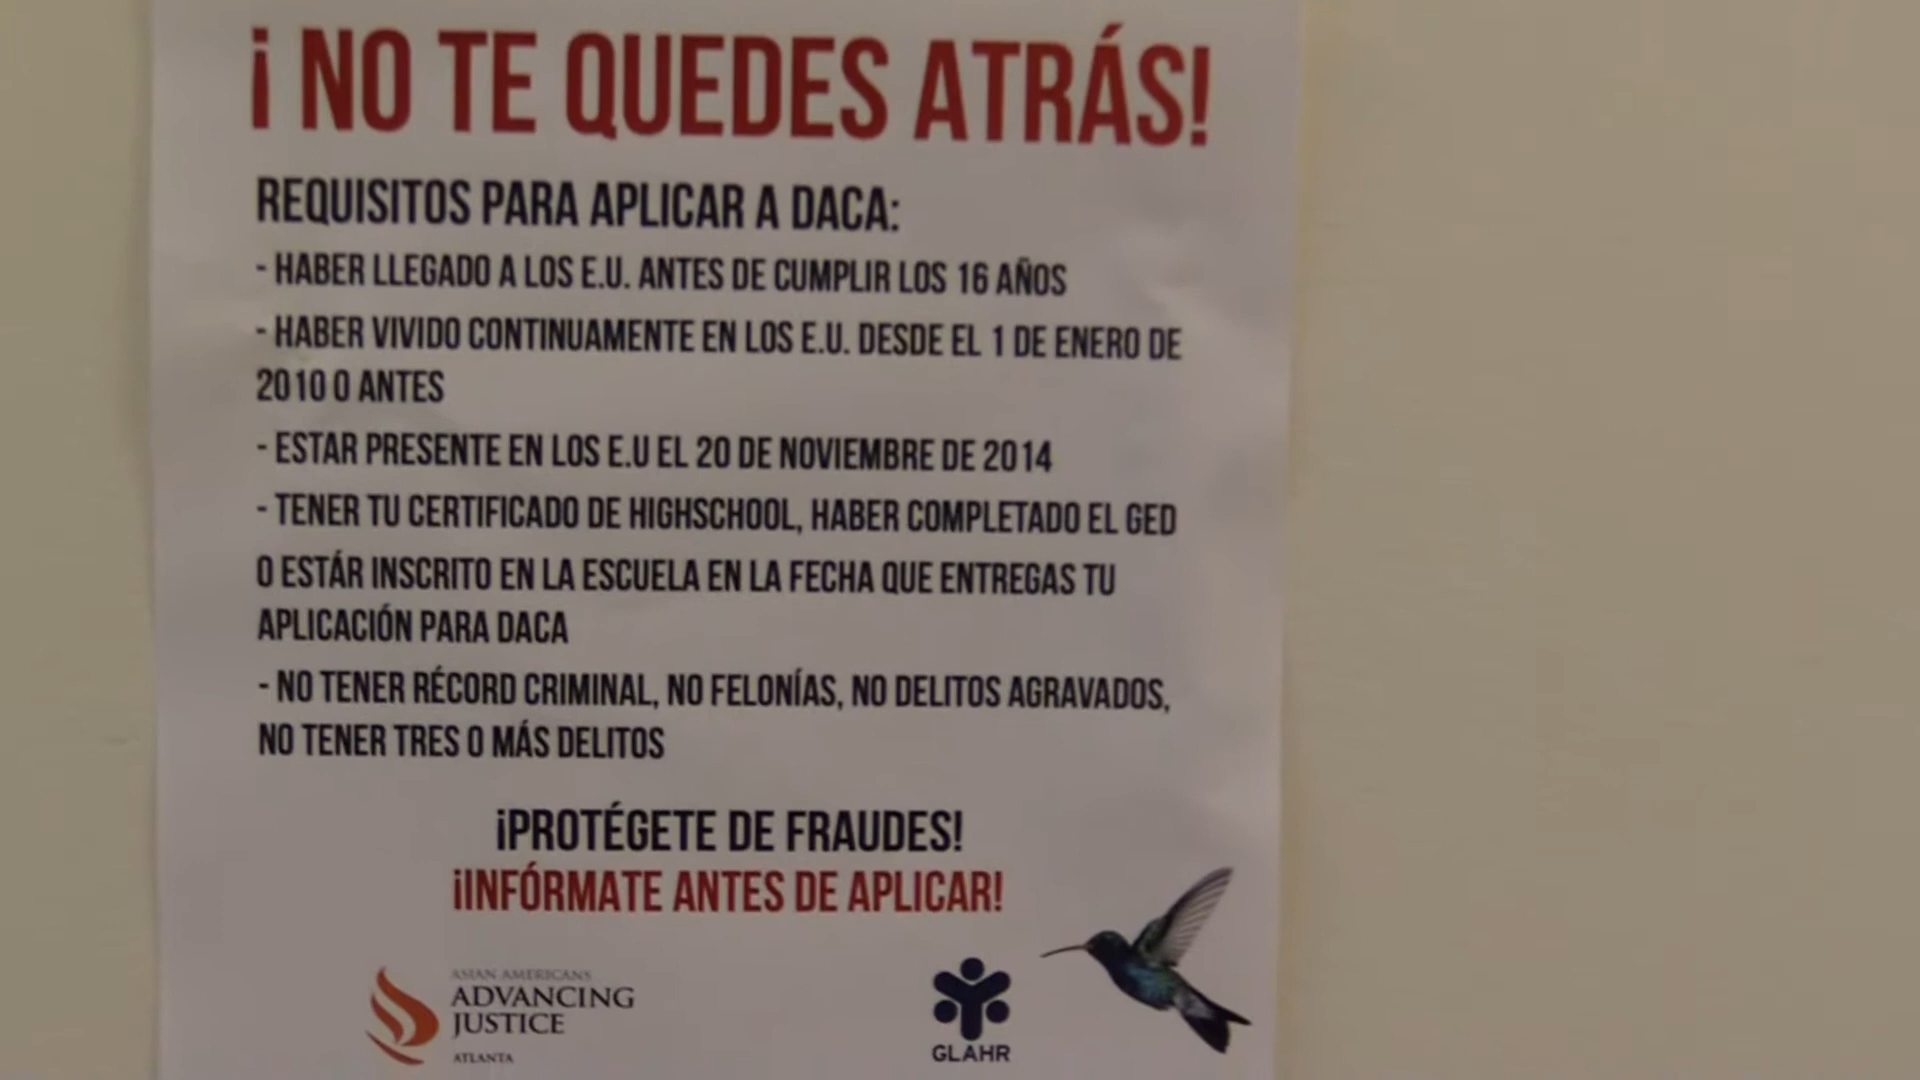 ¡ NO TE QUEDES ATRÁS!
REQUISITOS PARA APLICAR A DACA:
- HABER LLEGADO A LOS E.U. ANTES DE CUMPLIR LOS 16 AÑOS
- HABER VIVIDO CONTINUAMENTE EN LOS E.U. DESDE EL 1 DE ENERO DE
2010 O ANTES
- ESTAR PRESENTE EN LOS E.U EL 20 DE NOVIEMBRE DE 2014
- TENER TU CERTIFICADO DE HIGHSCHOOL, HABER COMPLETADO EL GED
O ESTÁR INSCRITO EN LA ESCUELA EN LA FECHA QUE ENTREGAS TU
APLICACIÓN PARA DACA
- NO TENER RÉCORD CRIMINAL, NO FELONÍAS, NO DELITOS AGRAVADOS,
NO TENER TRES O MÁS DELITOS
¡PROTÉGETE DE FRAUDES!
¡INFÓRMATE ANTES DE APLICAR!
ASIAN AMERICANS
ADVANCING
JUSTICE
ATLANTA
GLAHR